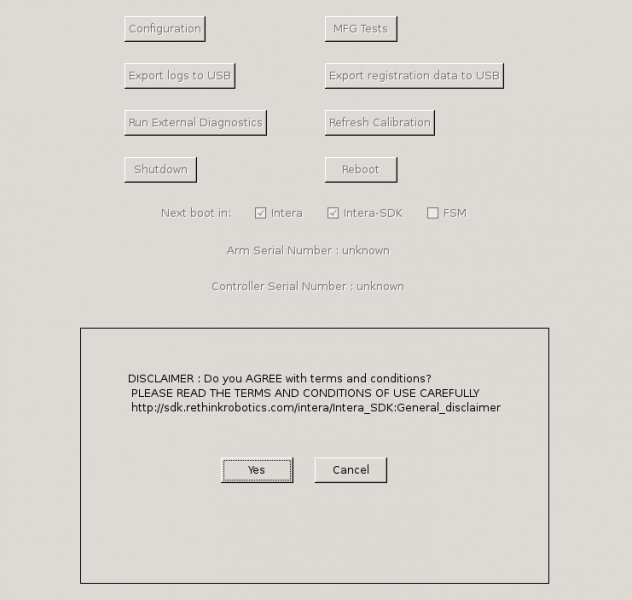 Configuration
MFG Tests
Export logs to USB
Export registration data to USB
Run External Diagnostics
Refresh Calibration
Shutdown
Reboot
Next boot in: Intera Intera-SDK FSM
Arm Serial Number : unknown
Controller Serial Number : unknown
DISCLAIMER : Do you AGREE with terms and conditions?
PLEASE READ THE TERMS AND CONDITIONS OF USE CAREFULLY
http://sdk.rethinkrobotics.com/intera/Intera_SDK:General_disclaimer
Yes
Cancel